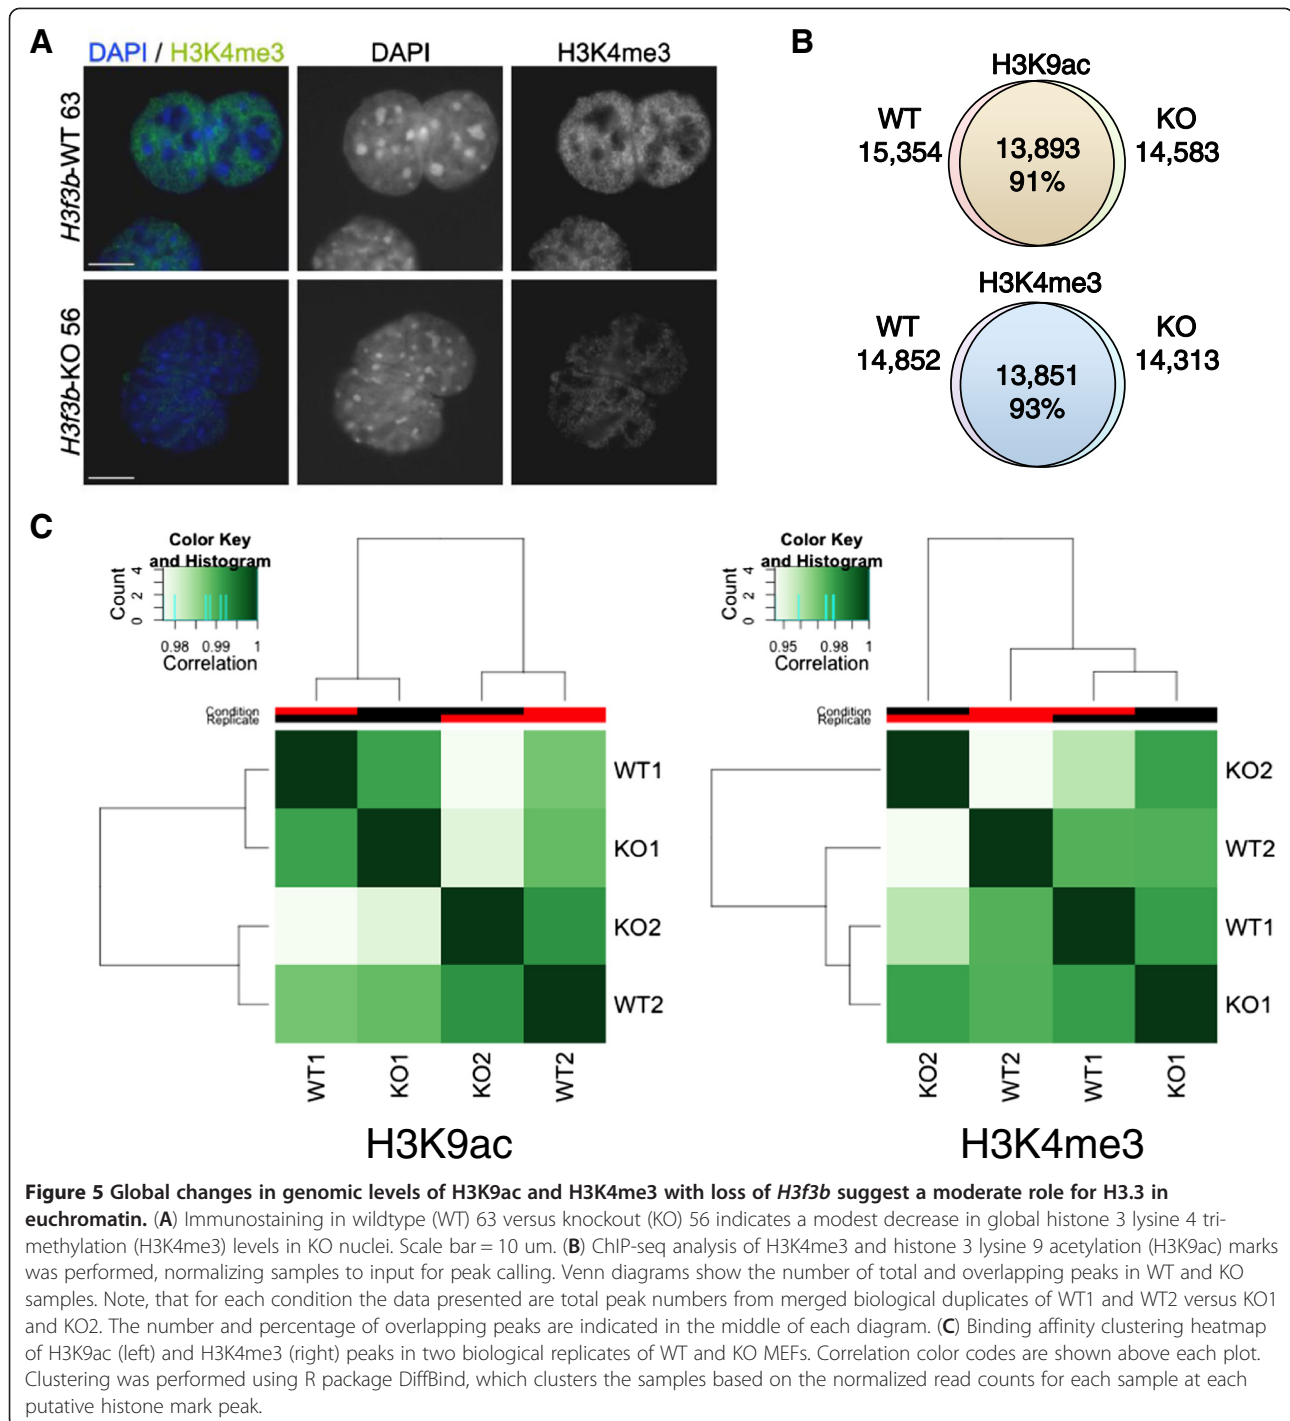 A
DAPI / H3K4me3
DAPI
H3K4me3
H3f3b-WT 63
H3f3b-KO 56
B
H3K9ac
WT
15,354
13,893
91%
KO
14,583
H3K4me3
WT
14,852
13,851
93%
KO
14,313
C
Color Key
and Histogram
Count
0 2 4
0.98 0.99 1
Correlation
Condition
Replicate
WT1
KO1
KO2
WT2
WT1 KO1 KO2 WT2
H3K9ac
Color Key
and Histogram
Count
0 2 4
0.95 0.98 1
Correlation
Condition
Replicate
KO2
WT2
WT1
KO1
KO2 WT2 WT1 KO1
H3K4me3
Figure 5 Global changes in genomic levels of H3K9ac and H3K4me3 with loss of H3f3b suggest a moderate role for H3.3 in
euchromatin. (A) Immunostaining in wildtype (WT) 63 versus knockout (KO) 56 indicates a modest decrease in global histone 3 lysine 4 tri-
methylation (H3K4me3) levels in KO nuclei. Scale bar = 10 um. (B) ChIP-seq analysis of H3K4me3 and histone 3 lysine 9 acetylation (H3K9ac) marks
was performed, normalizing samples to input for peak calling. Venn diagrams show the number of total and overlapping peaks in WT and KO
samples. Note, that for each condition the data presented are total peak numbers from merged biological duplicates of WT1 and WT2 versus KO1
and KO2. The number and percentage of overlapping peaks are indicated in the middle of each diagram. (C) Binding affinity clustering heatmap
of H3K9ac (left) and H3K4me3 (right) peaks in two biological replicates of WT and KO MEFs. Correlation color codes are shown above each plot.
Clustering was performed using R package DiffBind, which clusters the samples based on the normalized read counts for each sample at each
putative histone mark peak.